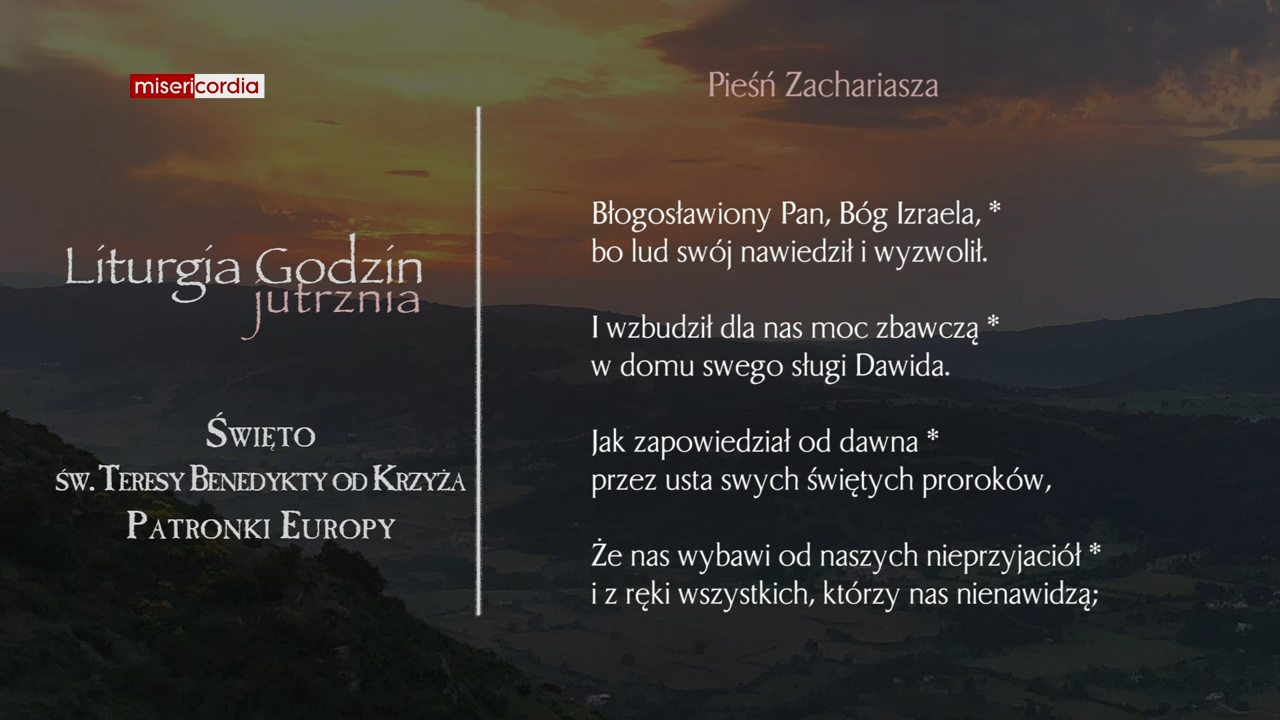 misericordia
Liturgia Godzin
jutrznia
Święto
św. Teresy Benedykty od Krzyża
Patronki Europy
Pieśń Zachariasza
Błogosławiony Pan, Bóg Izraela, *
bo lud swój nawiedził i wyzwolił.
I wzbudził dla nas moc zbawczą *
w domu swego sługi Dawida.
Jak zapowiedział od dawna *
przez usta swych świętych proroków,
Że nas wybawi od naszych nieprzyjaciół *
i z ręki wszystkich, którzy nas nienawidzą;